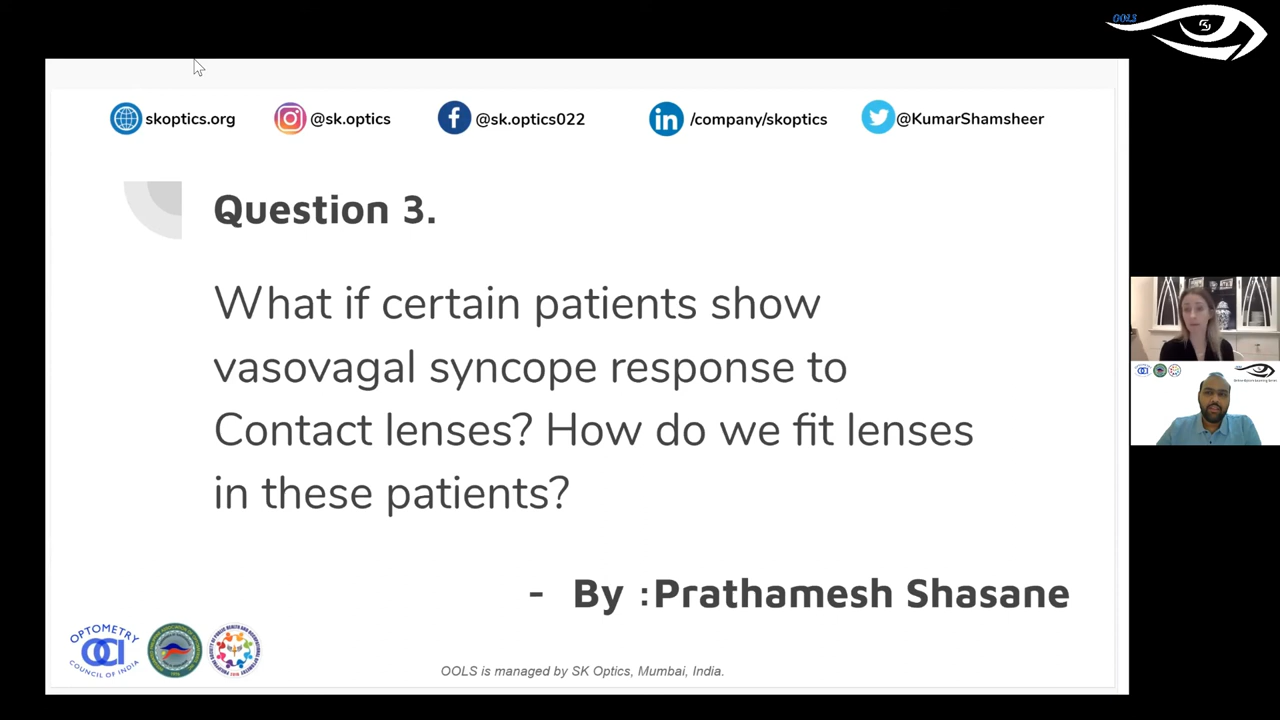 OOLS
skoptics.org @sk.optics @sk.optics022 /company/skoptics @KumarShamsheer
Question 3.
What if certain patients show
vasovagal syncope response to
Contact lenses? How do we fit lenses
in these patients?
- By :Prathamesh Shasane
OPTOMETRY
OCI
COUNCIL OF INDIA
OOLS is managed by SK Optics, Mumbai, India.